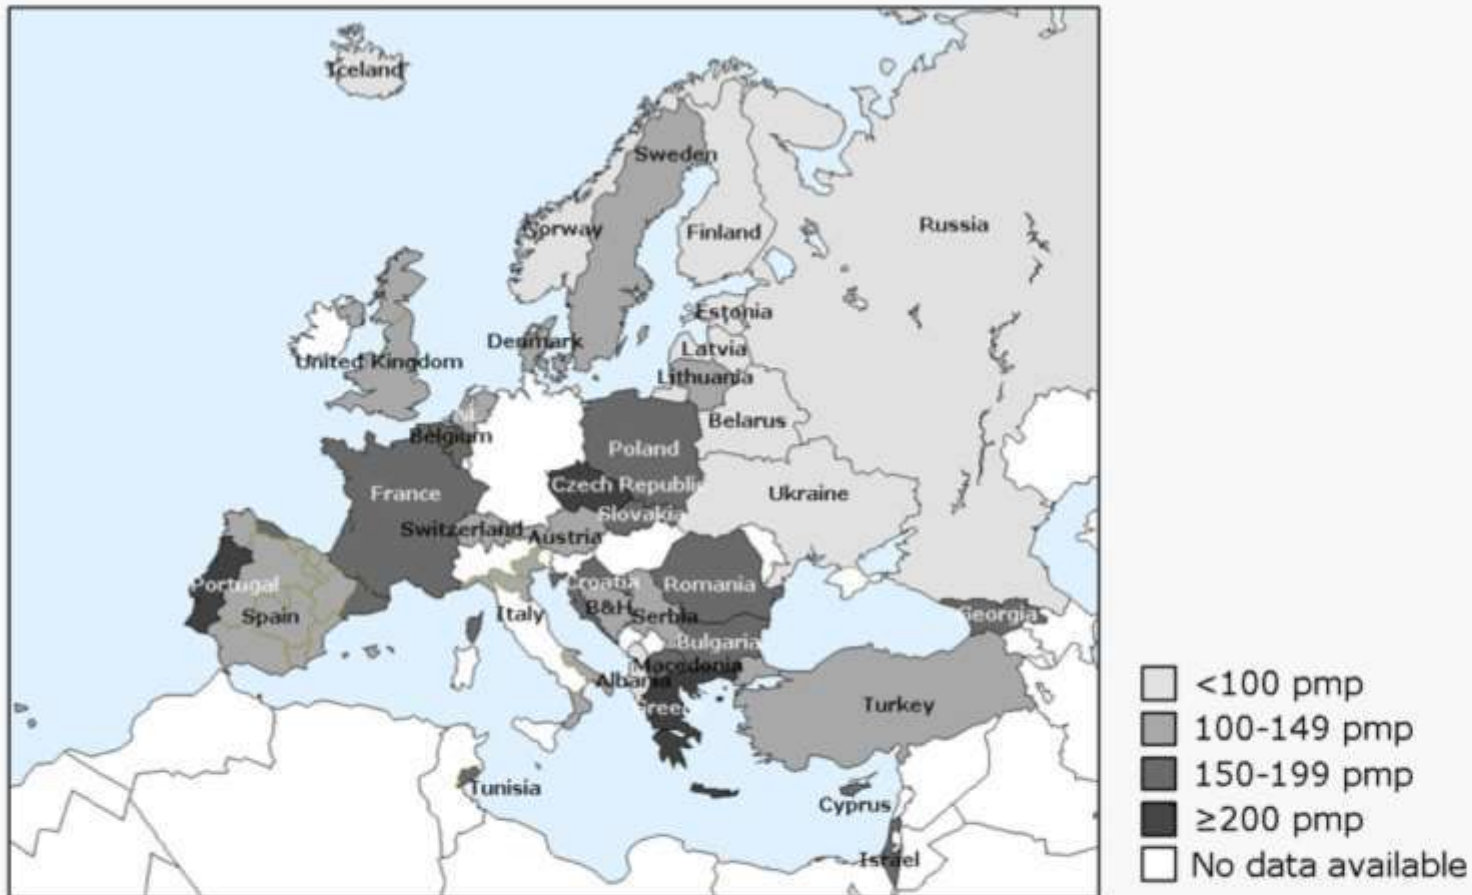 Iceland
Sweden
Norway
Finland
Russia
Estonia
Denmark
Latvia
United Kingdom
Lithuania
NL
Belgium
Belarus
Poland
France
Czech Republic
Ukraine
Slovakia
Switzerland
Austria
Portugal
Croatia
Romania
Spain
Italy
B&H
Serbia
Georgia
Bulgaria
Macedonia
Albania
Greec
Turkey
Tunisia
Cyprus
Israel
<100 pmp
100-149 pmp
150-199 pmp
≥200 pmp
No data available